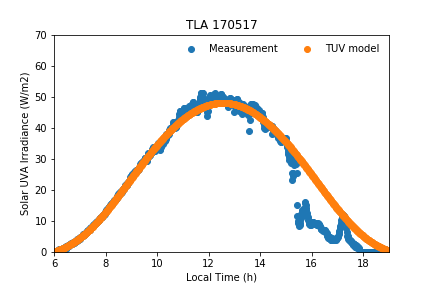 TLA 170517
Measurement TUV model
Solar UVA Irradiance (W/m2)
70
60
50
40
30
20
10
0
6 8 10 12 14 16 18
Local Time (h)